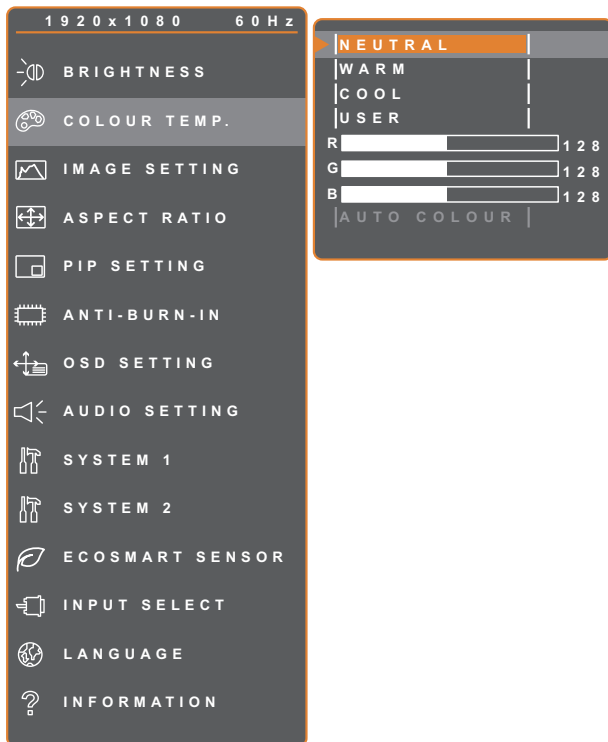 1920x1080 60Hz
BRIGHTNESS
COLOUR TEMP.
IMAGE SETTING
ASPECT RATIO
PIP SETTING
ANTI-BURN-IN
OSD SETTING
AUDIO SETTING
SYSTEM 1
SYSTEM 2
ECOSMART SENSOR
INPUT SELECT
LANGUAGE
INFORMATION
NEUTRAL
WARM
COOL
USER
R 128
G 128
B 128
AUTO COLOUR